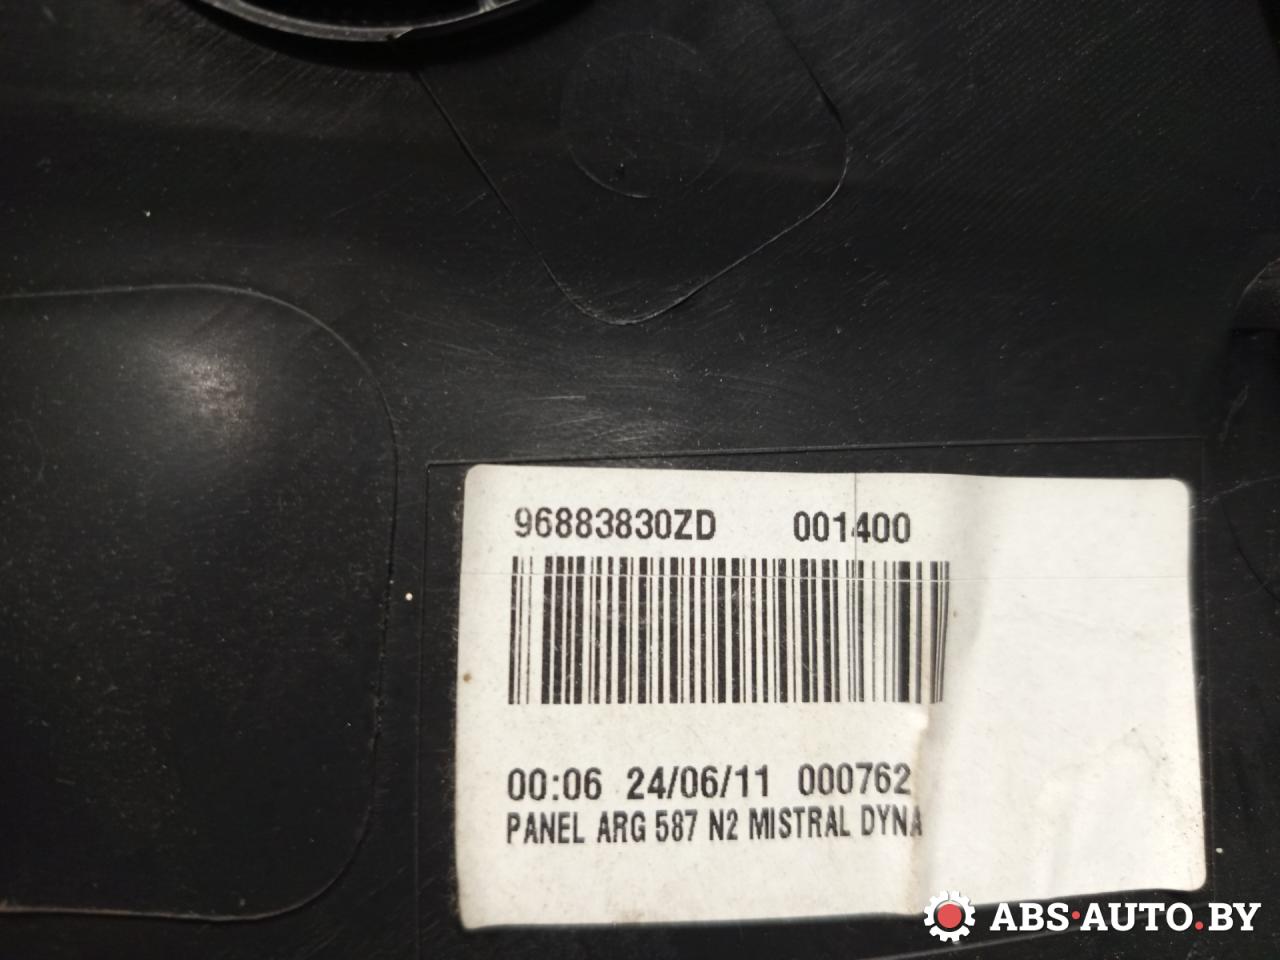 96883830ZD 001400
00:06 24/06/11 000762
PANEL ARG 587 N2 MISTRAL DYNA
ABS·AUTO.BY